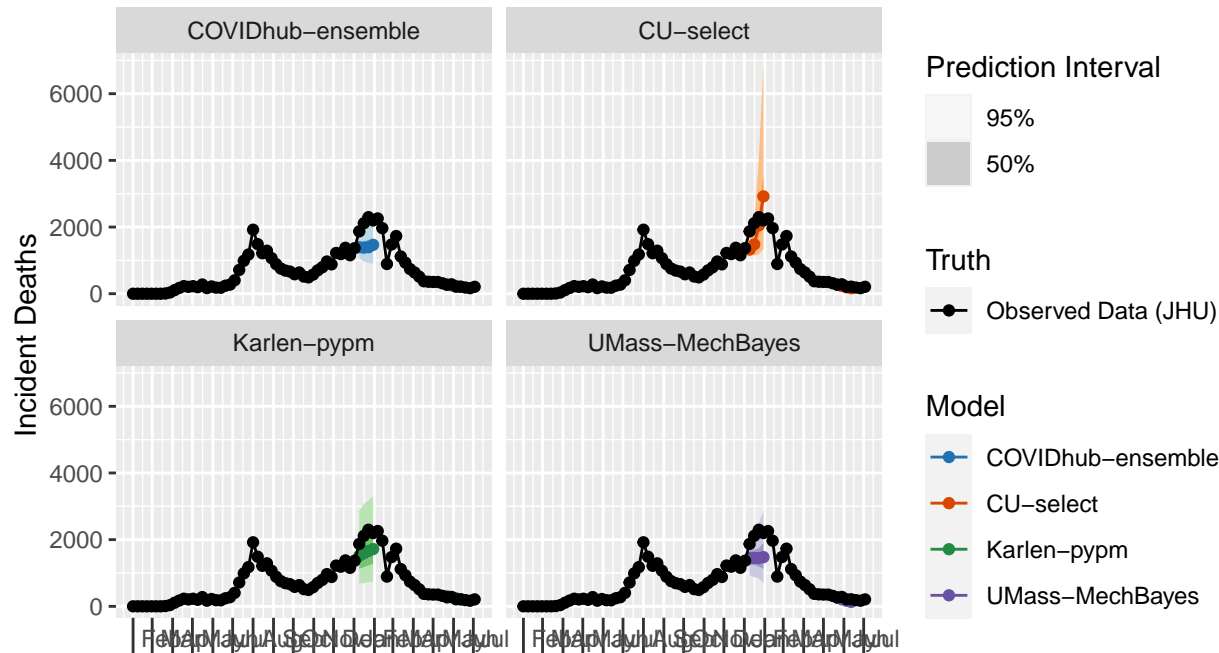 COVIDhub−ensemble
CU−select
6000
4000
2000
0
Karlen−pypm
UMass−MechBayes
6000
4000
2000
0
Incident Deaths
Prediction Interval
95%
50%
Truth
Observed Data (JHU)
Model
COVIDhub−ensemble
CU−select
Karlen−pypm
UMass−MechBayes